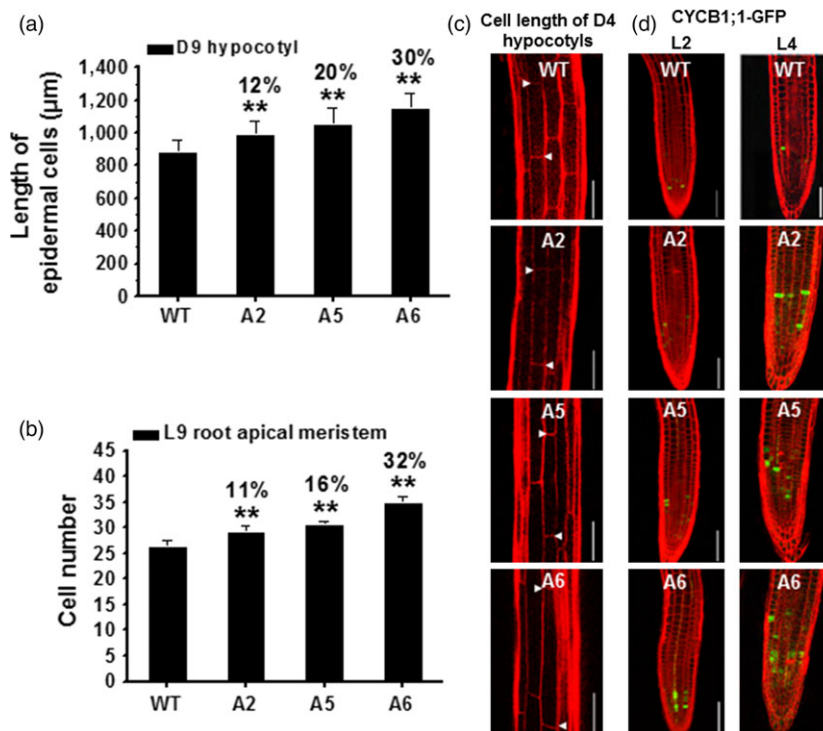 (a)
D9 hypocotyl
Length of
epidermal cells (µm)
1,400
1,200
1,000
800
600
400
200
0
12%
**
20%
**
30%
**
WT A2 A5 A6
(b)
L9 root apical meristem
Cell number
45
40
35
30
25
20
15
10
5
0
11%
**
16%
**
32%
**
WT A2 A5 A6
(c)
Cell length of D4
hypocotyls
WT
A2
A5
A6
(d)
CYCB1;1-GFP
L2 L4
WT WT
A2 A2
A5 A5
A6 A6